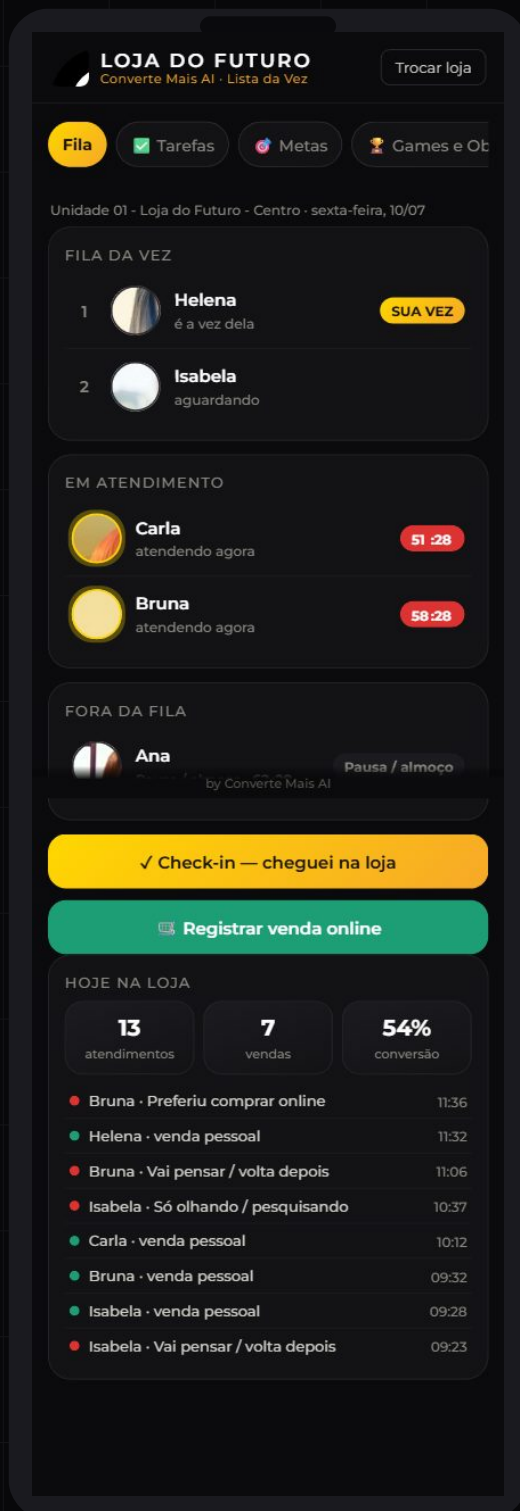 LOJA DO FUTURO
Converte Mais AI · Lista da Vez
Trocar loja
Fila
✅ Tarefas
🎯 Metas
🏆 Games e Ob
Unidade 01 - Loja do Futuro - Centro · sexta-feira, 10/07
FILA DA VEZ
1
Helena
é a vez dela
SUA VEZ
2
Isabela
aguardando
EM ATENDIMENTO
Carla
atendendo agora
51:28
Bruna
atendendo agora
58:28
FORA DA FILA
Ana
Pausa / almoço
by Converte Mais AI
✓ Check-in — cheguei na loja
🛒 Registrar venda online
HOJE NA LOJA
13
atendimentos
7
vendas
54%
conversão
Bruna · Preferiu comprar online 11:36
Helena · venda pessoal 11:32
Bruna · Vai pensar / volta depois 11:06
Isabela · Só olhando / pesquisando 10:37
Carla · venda pessoal 10:12
Bruna · venda pessoal 09:32
Isabela · venda pessoal 09:28
Isabela · Vai pensar / volta depois 09:23